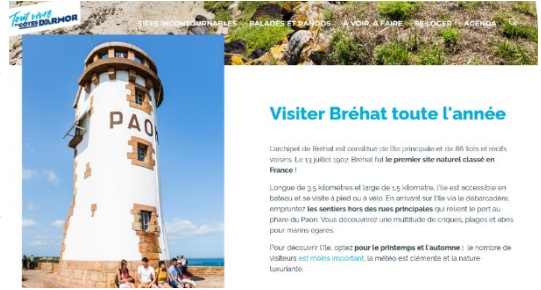 Tout vivre
en CÔTES D'ARMOR
SITES INCONTOURNABLES BALADES ET RANDOS À VOIR, À FAIRE SE LOGER AGENDA
PAON
Visiter Bréhat toute l'année
L'archipel de Bréhat est constitué de l'île principale et de 86 îlots et récifs
voisins. Le 13 juillet 1907, Bréhat fut le premier site naturel classé en
France !
Longue de 3,5 kilomètres et large de 1,5 kilomètre, l'île est accessible en
bateau et se visite à pied ou à vélo. En arrivant sur l'île via le débarcadère,
empruntez les sentiers hors des rues principales qui relient le port au
phare du Paon. Vous découvrirez une multitude de criques, plages et abris
pour marins égarés.
Pour découvrir l'île, optez pour le printemps et l'automne : le nombre de
visiteurs est moins important, la météo est clémente et la nature
luxuriante.